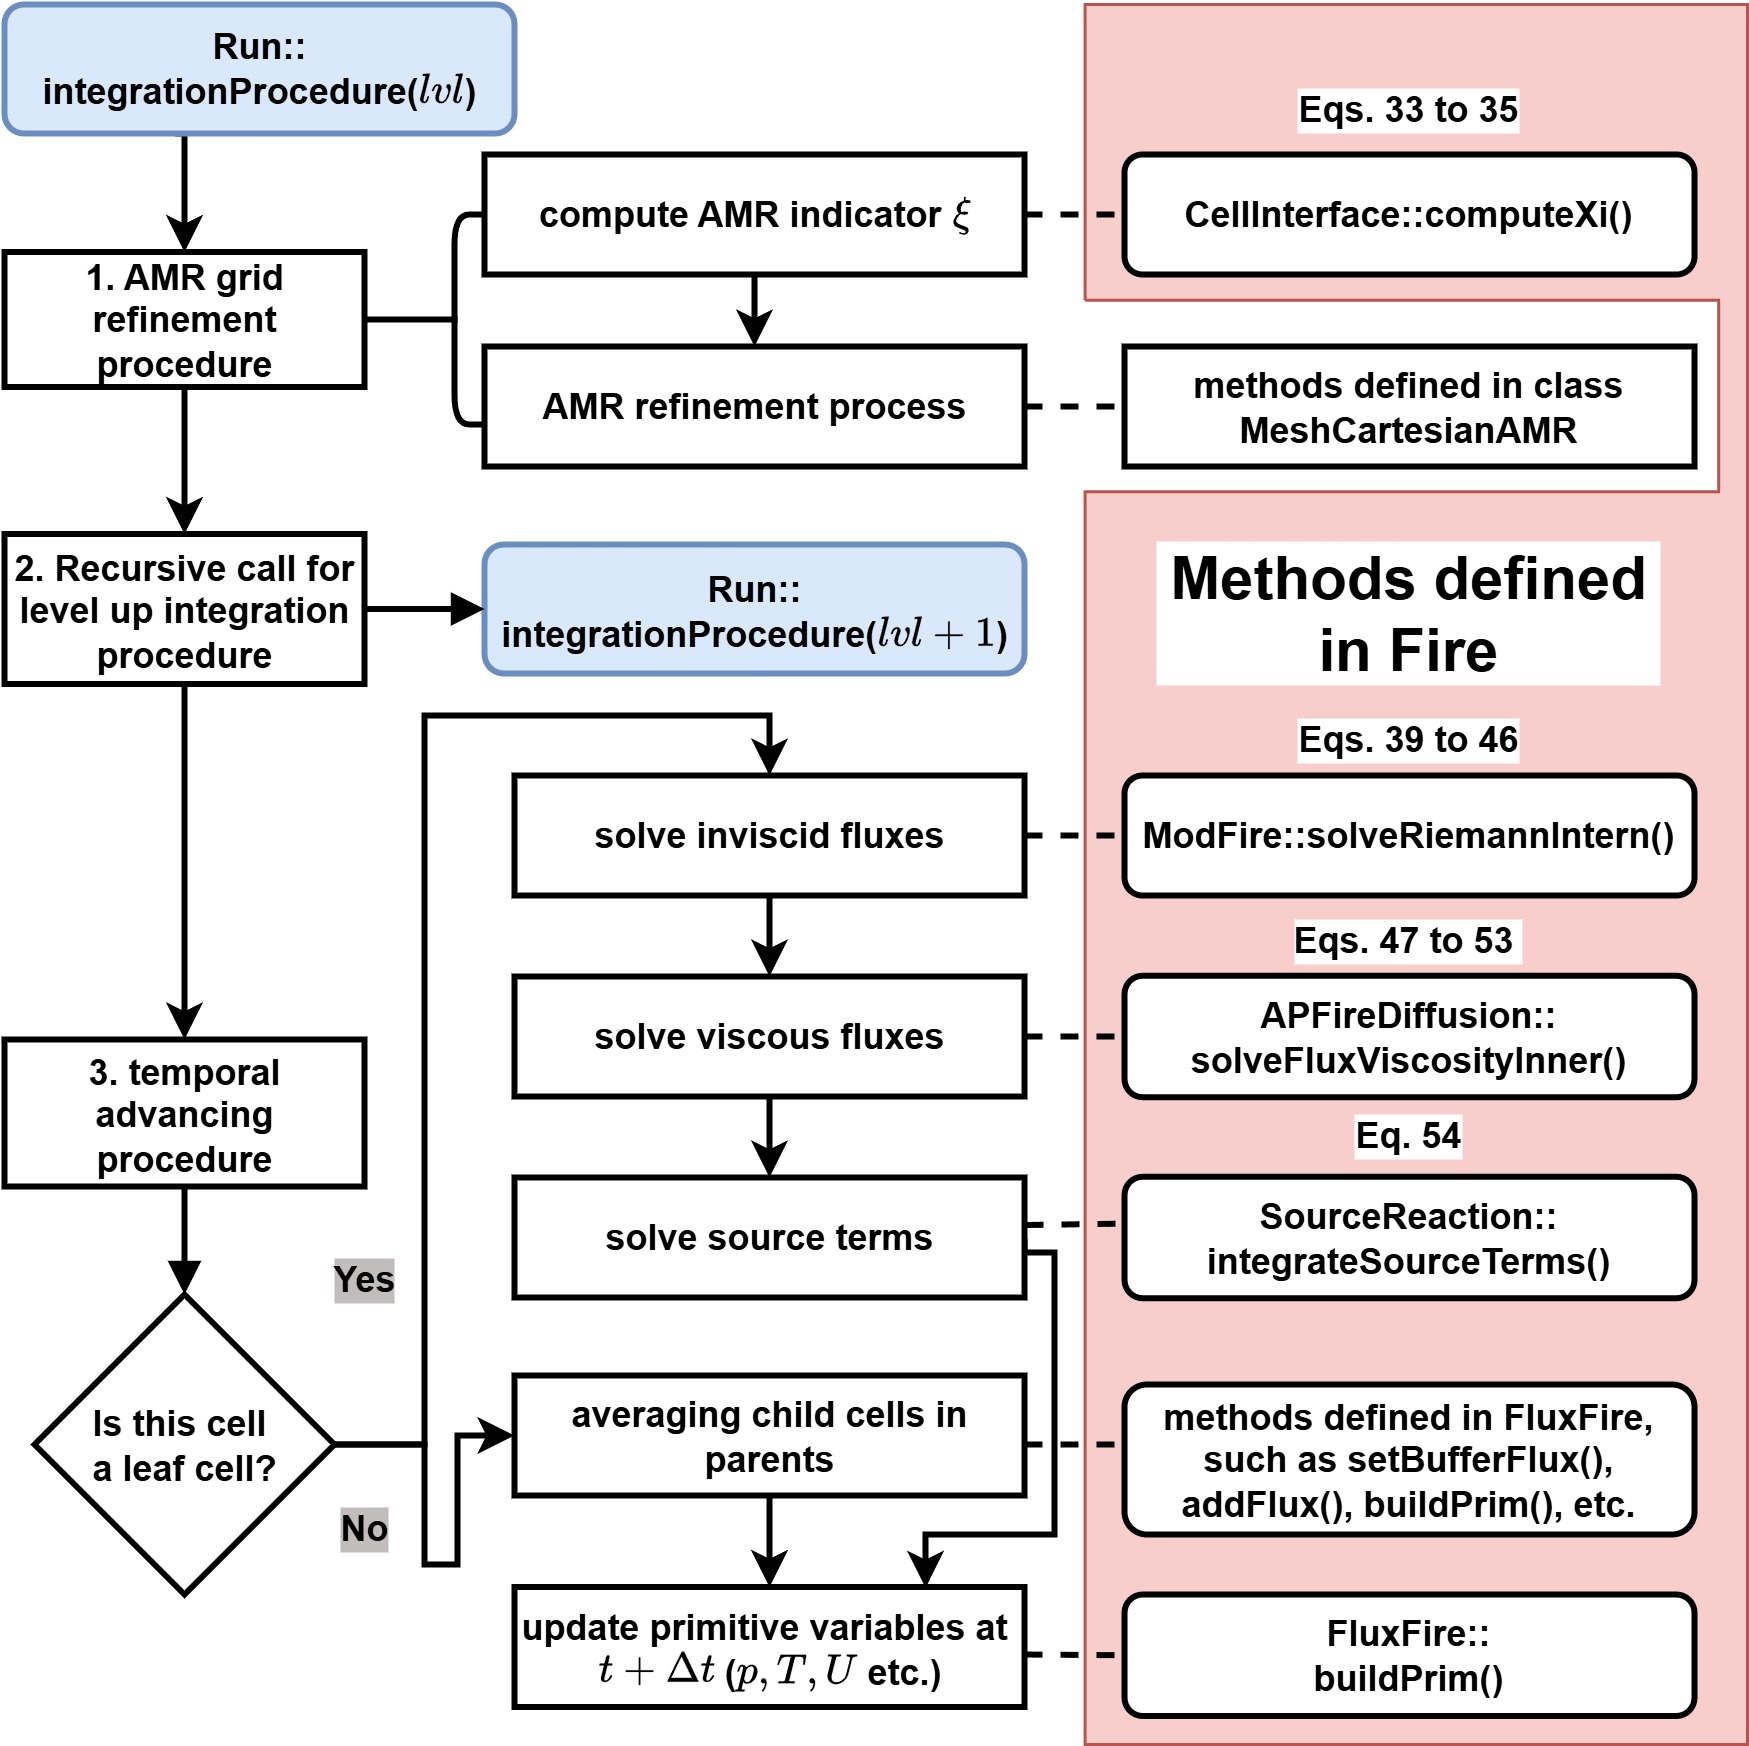 Run::
integrationProcedure(lvl)
Eqs. 33 to 35
compute AMR indicator ξ
CellInterface::computeXi()
1. AMR grid
refinement
procedure
AMR refinement process
methods defined in class
MeshCartesianAMR
2. Recursive call for
level up integration
procedure
Run::
integrationProcedure(lvl + 1)
Methods defined
in Fire
Eqs. 39 to 46
solve inviscid fluxes
ModFire::solveRiemannIntern()
Eqs. 47 to 53
solve viscous fluxes
APFireDiffusion::
solveFluxViscosityInner()
3. temporal
advancing
procedure
Eq. 54
solve source terms
SourceReaction::
integrateSourceTerms()
Yes
Is this cell
a leaf cell?
No
averaging child cells in
parents
methods defined in FluxFire,
such as setBufferFlux(),
addFlux(), buildPrim(), etc.
update primitive variables at
t + Δt (p, T, U etc.)
FluxFire::
buildPrim()